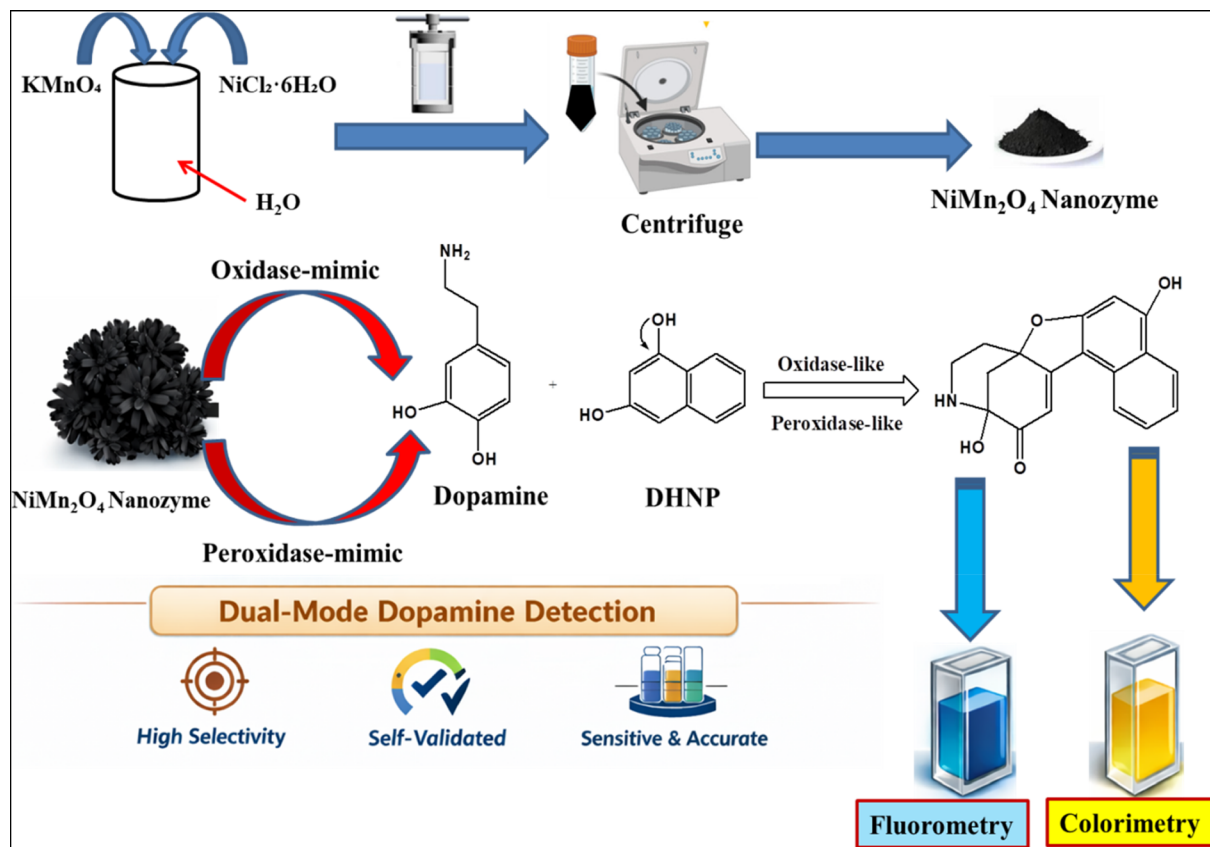 KMnO₄
NiCl₂·6H₂O
H₂O
Centrifuge
NiMn₂O₄ Nanozyme
Oxidase-mimic
NiMn₂O₄ Nanozyme
Peroxidase-mimic
NH₂
HO
OH
Dopamine
+
OH
HO
DHNP
Oxidase-like
Peroxidase-like
OH
O
HN
HO
O
Dual-Mode Dopamine Detection
High Selectivity
Self-Validated
Sensitive & Accurate
Fluorometry
Colorimetry